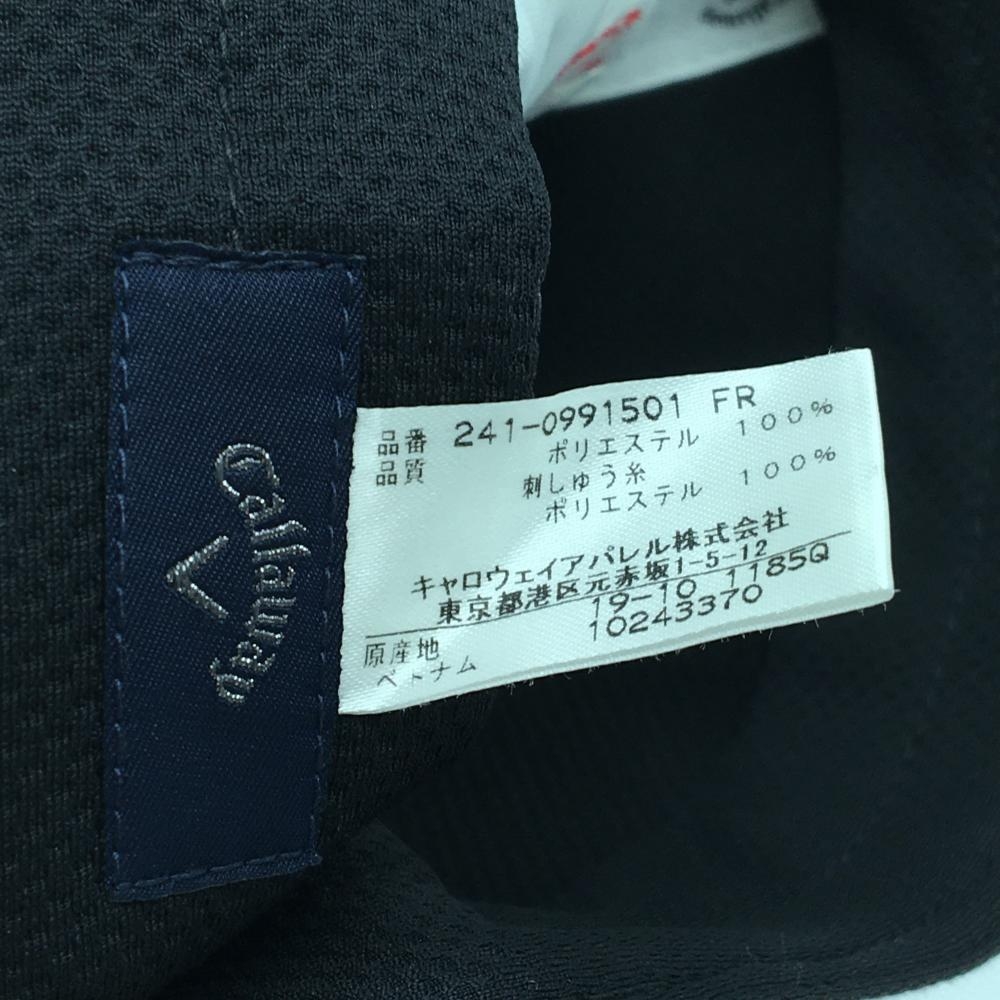 Callaway
品番 241-0991501 FR
品質 ポリエステル 100%
刺しゅう糸
ポリエステル 100%
キャロウェイアパレル株式会社
東京都港区元赤坂1-5-12
19-10 1185Q
10243370
原産地
ベトナム